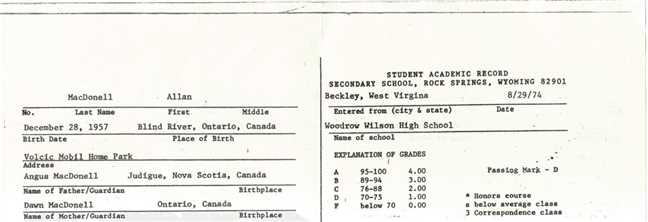 MacDonell Allan
No. Last Name First Middle
December 28, 1957 Blind River, Ontario, Canada
Birth Date Place of Birth
Volcic Mobil Home Park
Address
Angus MacDonell Judigue, Nova Scotia, Canada
Name of Father/Guardian Birthplace
Dawn MacDonell Ontario, Canada
Name of Mother/Guardian Birthplace
STUDENT ACADEMIC RECORD
SECONDARY SCHOOL, ROCK SPRINGS, WYOMING 82901
Beckley, West Virgina 8/29/74
Entered from (city & state) Date
Woodrow Wilson High School
Name of school
EXPLANATION OF GRADES
A 95-100 4.00 Passing Mark - D
B 89-94 3.00
C 76-88 2.00
D 70-75 1.00 * Honors course
F below 70 0.00 s below average class
3 Correspondence class